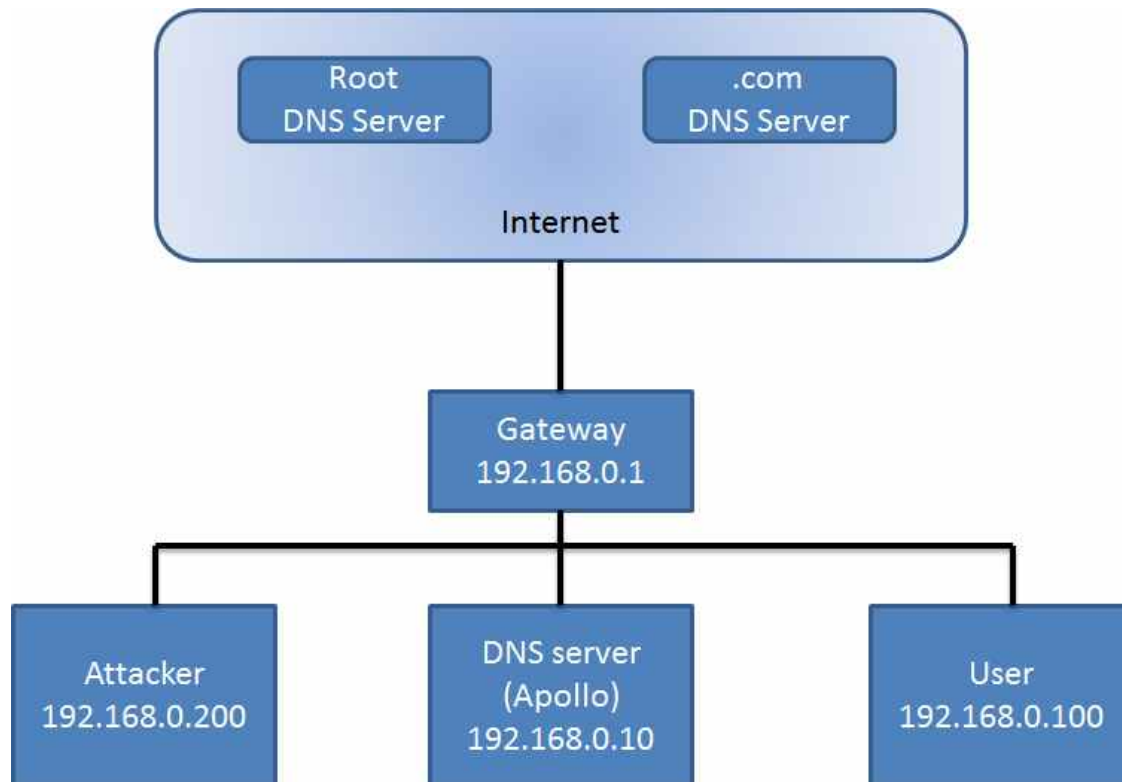 Root
DNS Server
.com
DNS Server
Internet
Gateway
192.168.0.1
Attacker
192.168.0.200
DNS server
(Apollo)
192.168.0.10
User
192.168.0.100